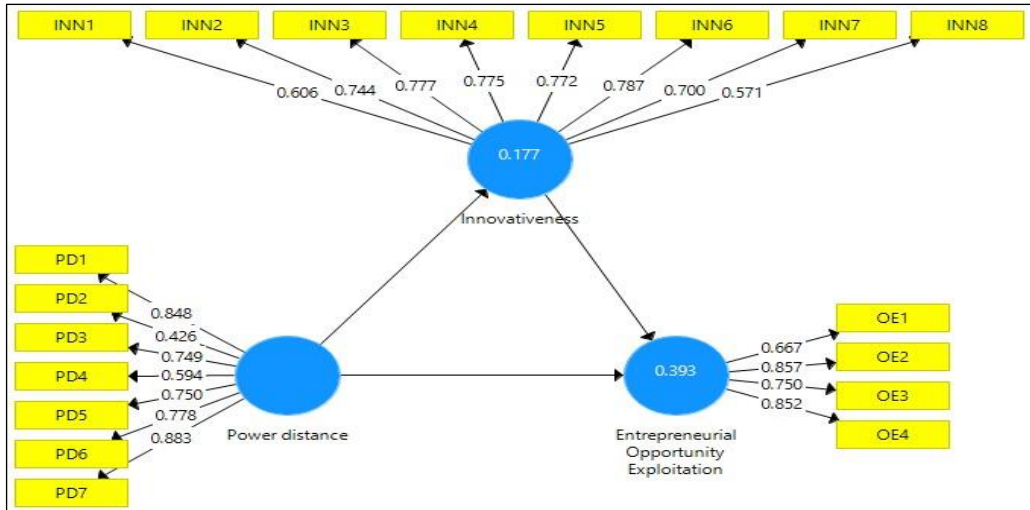 INN1 INN2 INN3 INN4 INN5 INN6 INN7 INN8
0.606 0.744 0.777 0.775 0.772 0.787 0.700 0.571
0.177
Innovativeness
PD1
PD2
PD3
PD4
PD5
PD6
PD7
0.848
0.426
0.749
0.594
0.750
0.778
0.883
Power distance
0.393
Entrepreneurial
Opportunity
Exploitation
0.667
0.857
0.750
0.852
OE1
OE2
OE3
OE4